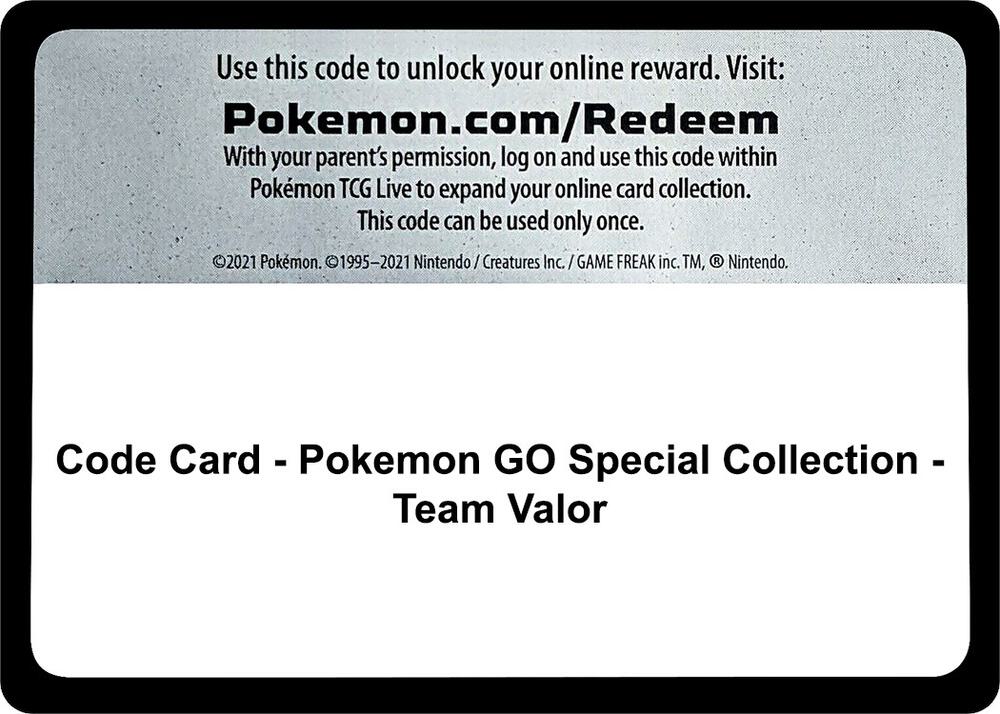 Use this code to unlock your online reward. Visit:
Pokemon.com/Redeem
With your parent's permission, log on and use this code within
Pokémon TCG Live to expand your online card collection.
This code can be used only once.
©2021 Pokémon. ©1995–2021 Nintendo / Creatures Inc. / GAME FREAK inc. TM, ® Nintendo.
Code Card - Pokemon GO Special Collection -
Team Valor